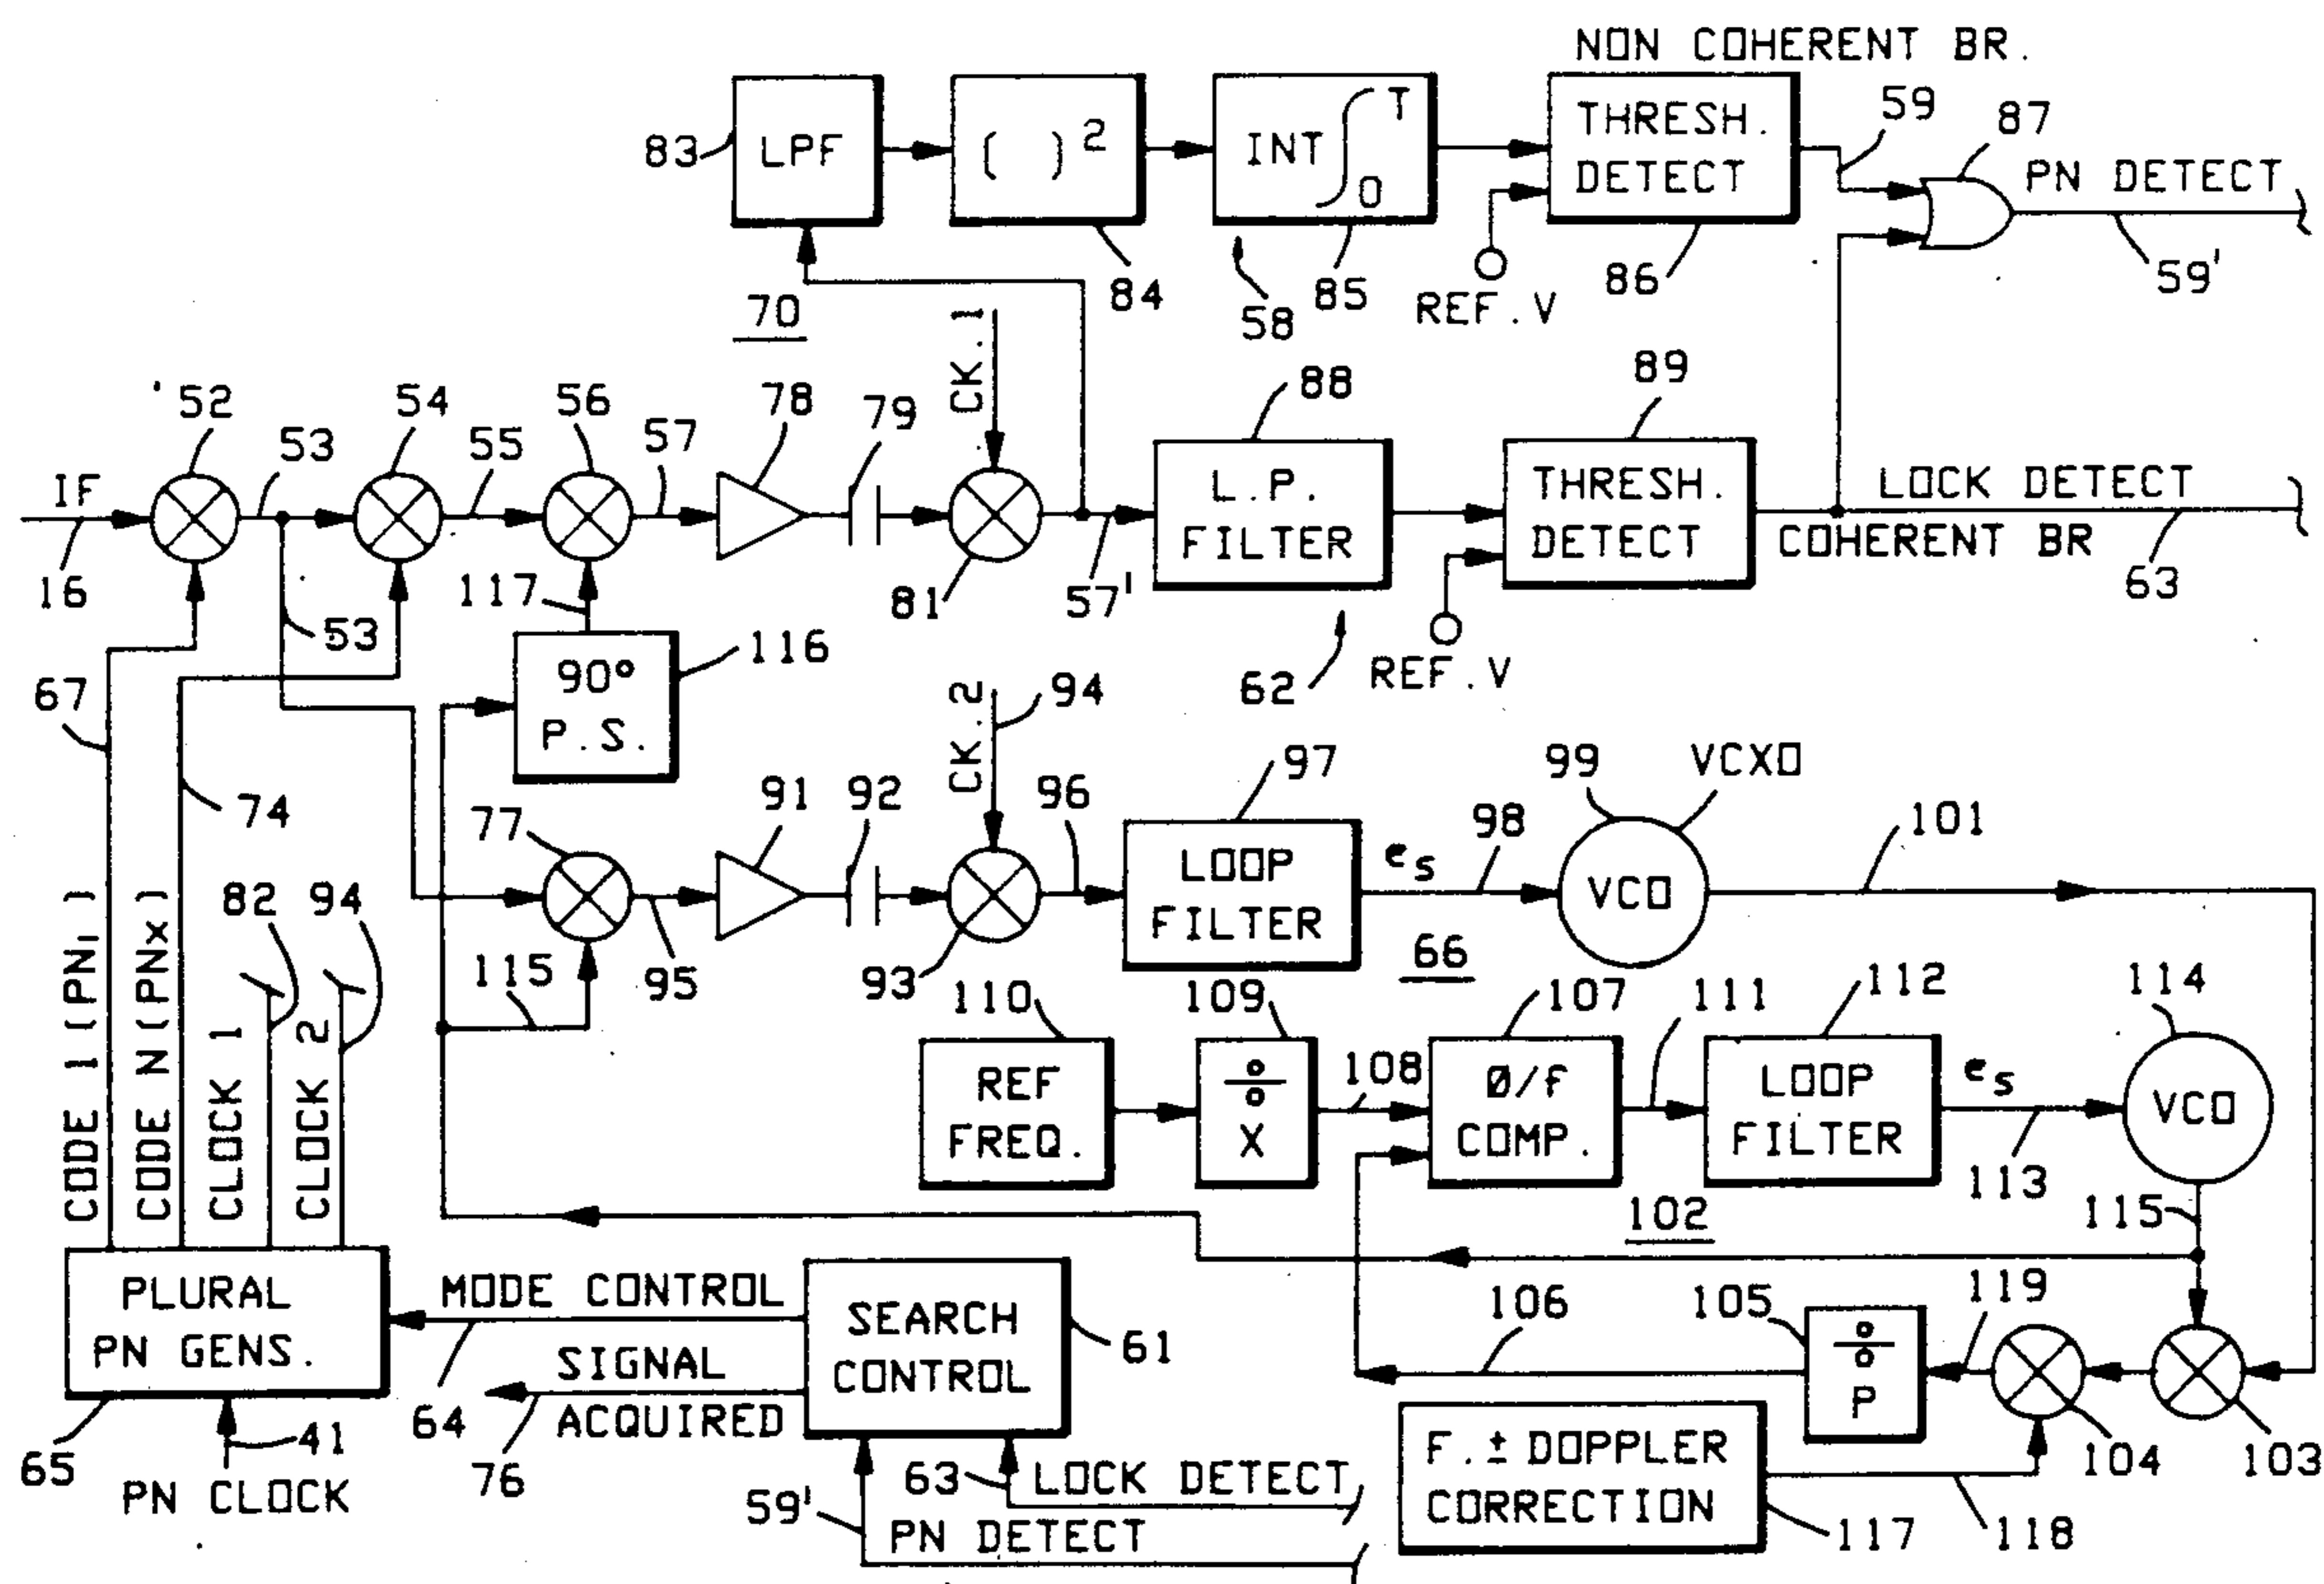 NON COHERENT BR.
83
LPF
( )²
INT ∫ T 0
THRESH.
DETECT
59
87
PN DETECT
59'
84
58
85
REF. V
86
70
CK. 1
88
89
52
54
56
78
79
IF
53
55
57
16
81
57'
L.P.
FILTER
THRESH.
DETECT
LOCK DETECT
COHERENT BR
63
53
117
90°
P.S.
116
62
REF. V
67
74
CK. 2
94
97
99
VCXO
77
91
92
96
98
101
LOOP
FILTER
es
VCO
66
82
94
115
95
93
110
109
107
111
112
114
CODE 1 (PN1)
CODE N (PNX)
CLOCK 1
CLOCK 2
REF
FREQ.
÷
X
108
Ø/f
COMP.
LOOP
FILTER
es
VCO
113
102
115
PLURAL
PN GENS.
MODE CONTROL
64
SEARCH
CONTROL
61
SIGNAL
ACQUIRED
76
106
105
÷
P
119
104
103
65
41
PN CLOCK
63
LOCK DETECT
59'
PN DETECT
F. ± DOPPLER
CORRECTION
117
118